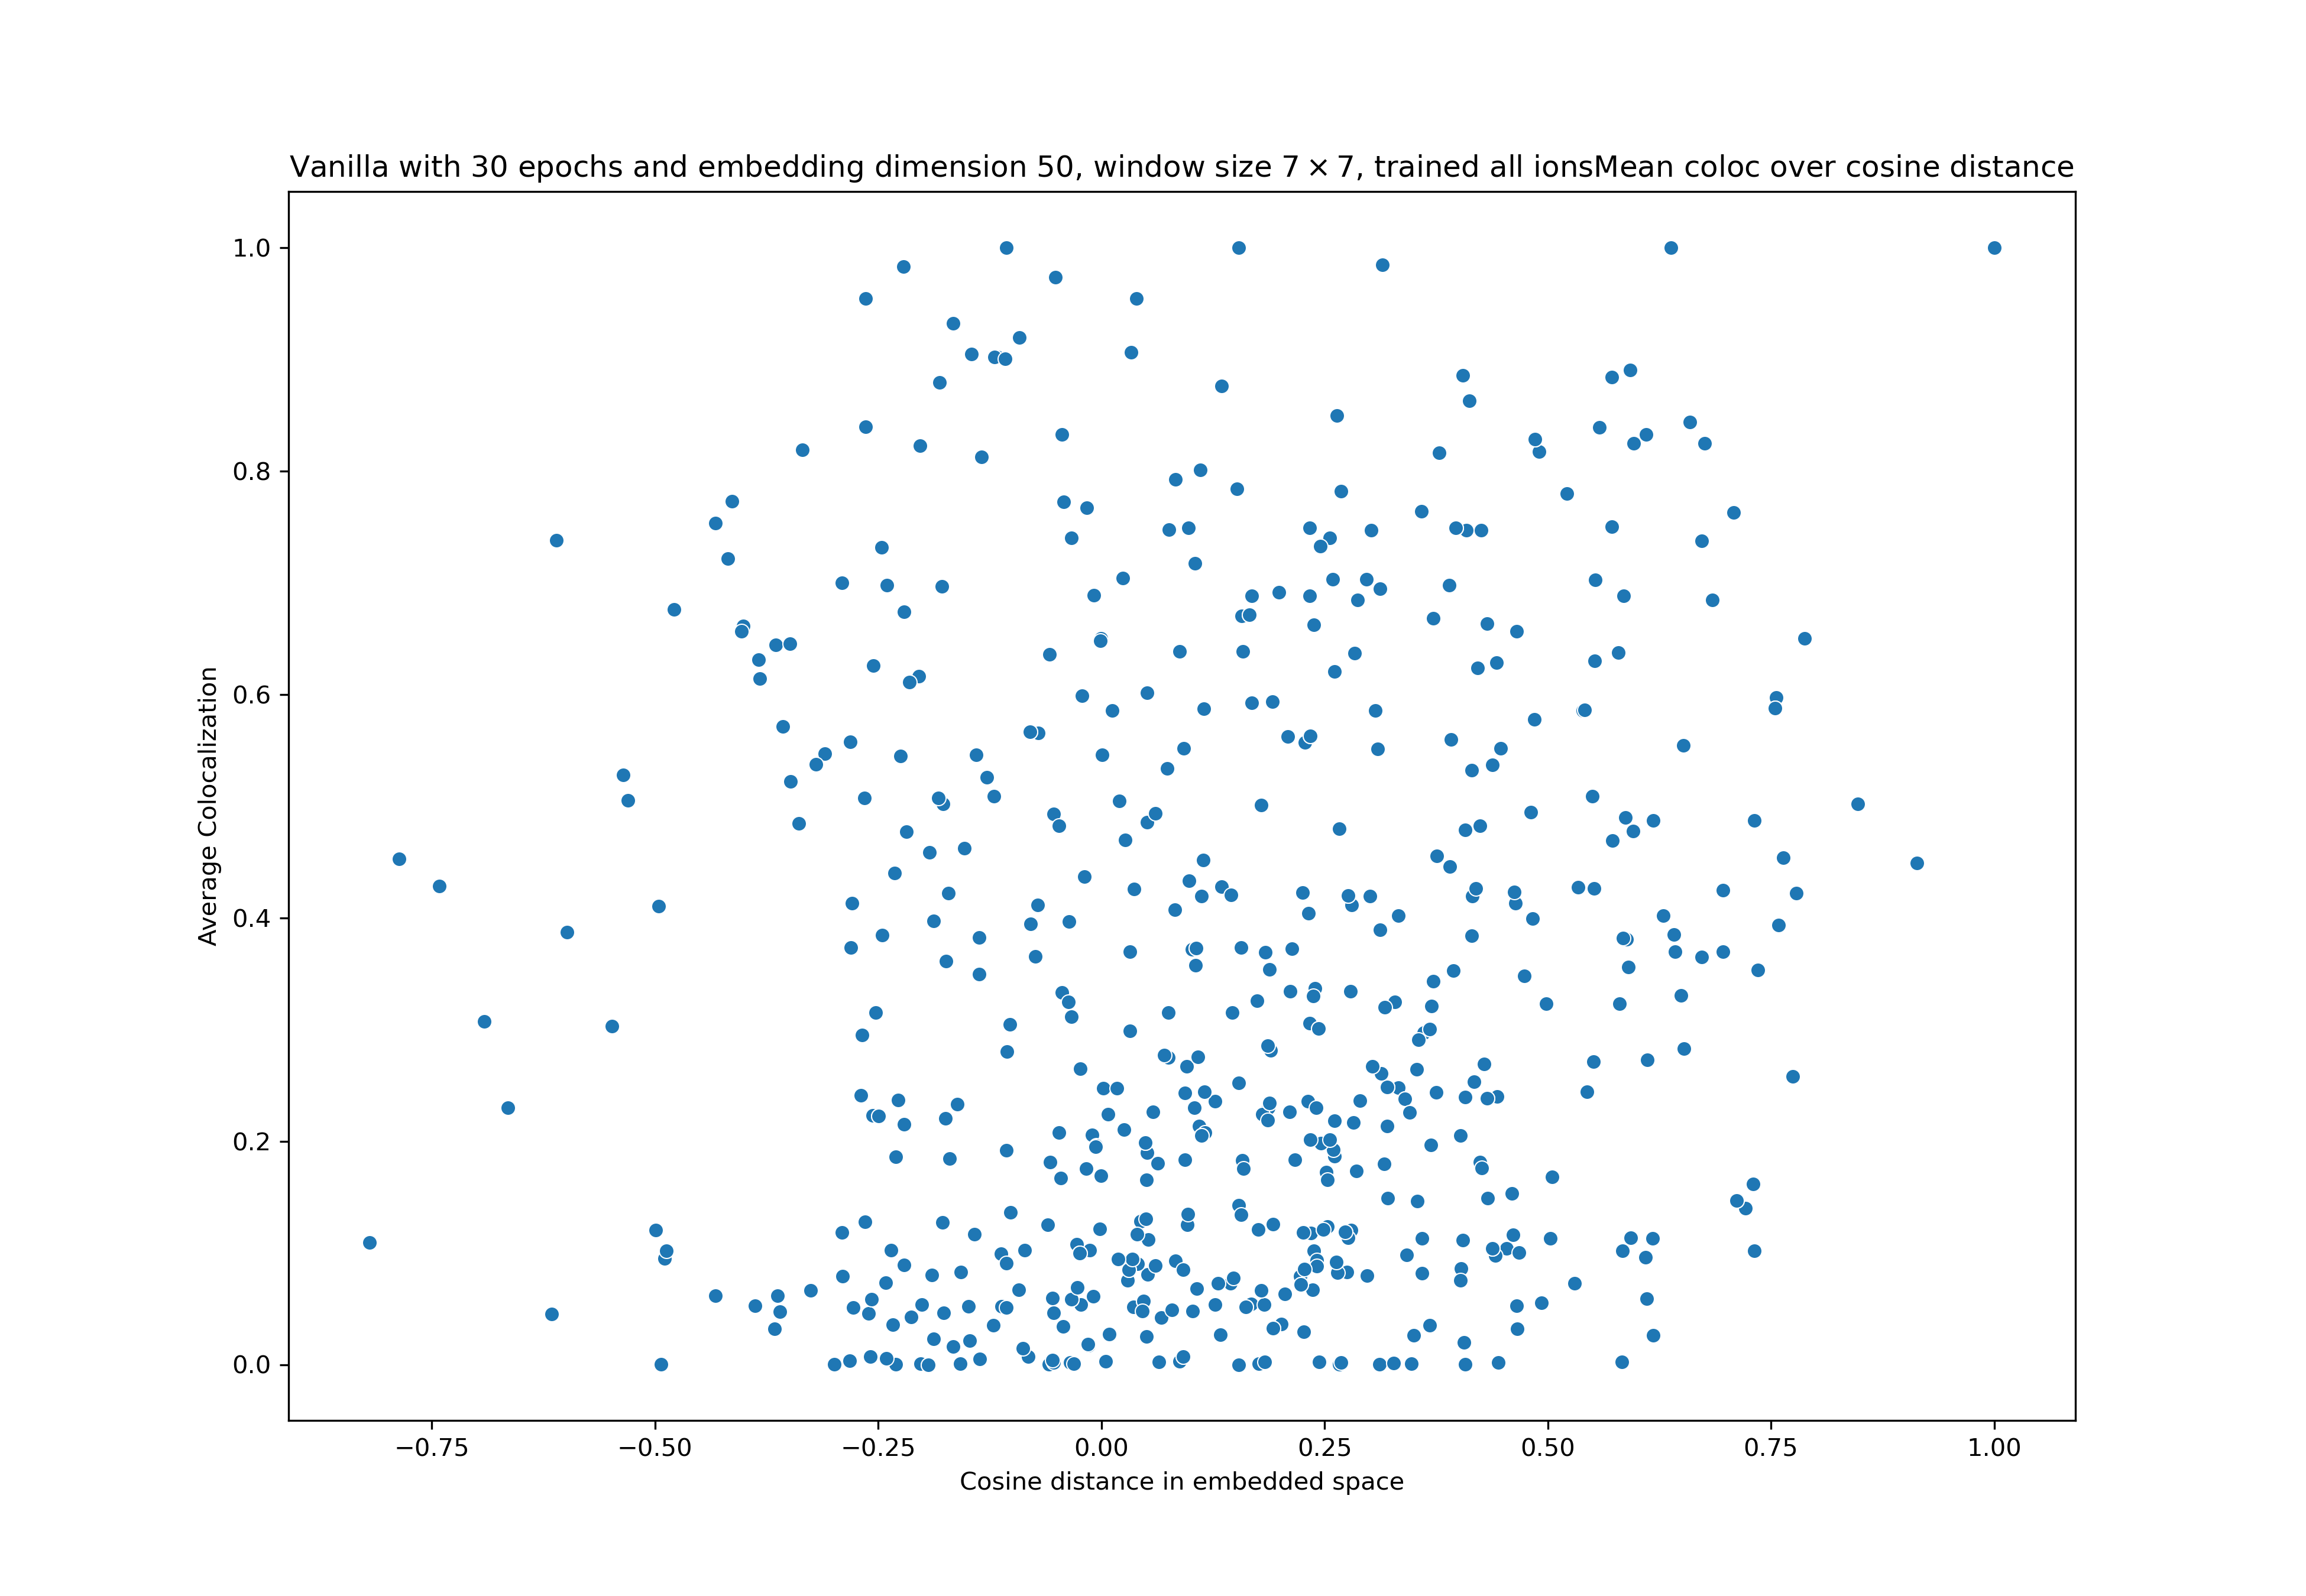 Vanilla with 30 epochs and embedding dimension 50, window size 7 × 7, trained all ionsMean coloc over cosine distance
1.0
0.8
0.6
0.4
0.2
0.0
Average Colocalization
−0.75 −0.50 −0.25 0.00 0.25 0.50 0.75 1.00
Cosine distance in embedded space